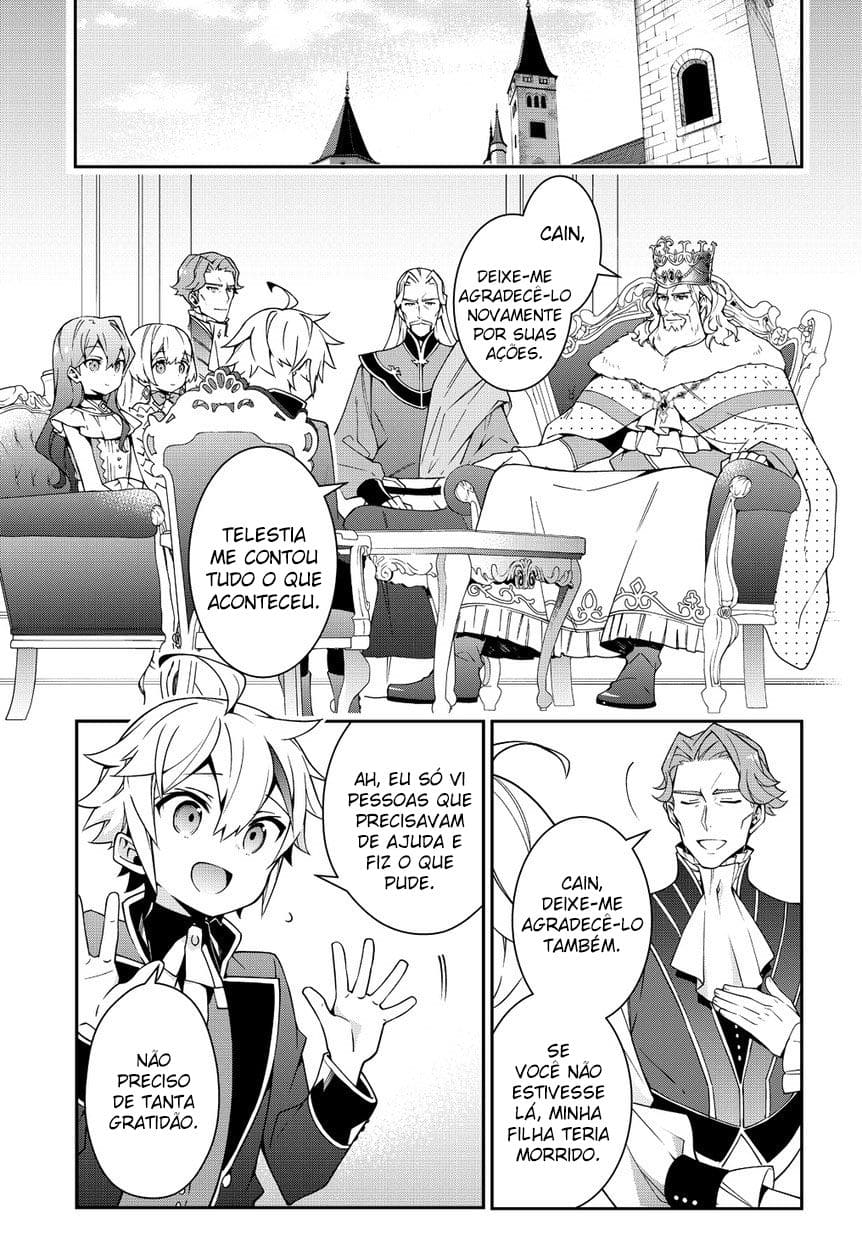 CAIN,
DEIXE-ME
AGRADECÊ-LO
NOVAMENTE
POR SUAS
AÇÕES.
TELESTIA
ME CONTOU
TUDO O QUE
ACONTECEU.
CAIN,
DEIXE-ME
AGRADECÊ-LO
TAMBÉM.
SE
VOCÊ NÃO
ESTIVESSE
LÁ, MINHA
FILHA TERIA
MORRIDO.
AH, EU SÓ VI
PESSOAS QUE
PRECISAVAM
DE AJUDA E
FIZ O QUE
PUDE.
NÃO
PRECISO
DE TANTA
GRATIDÃO.